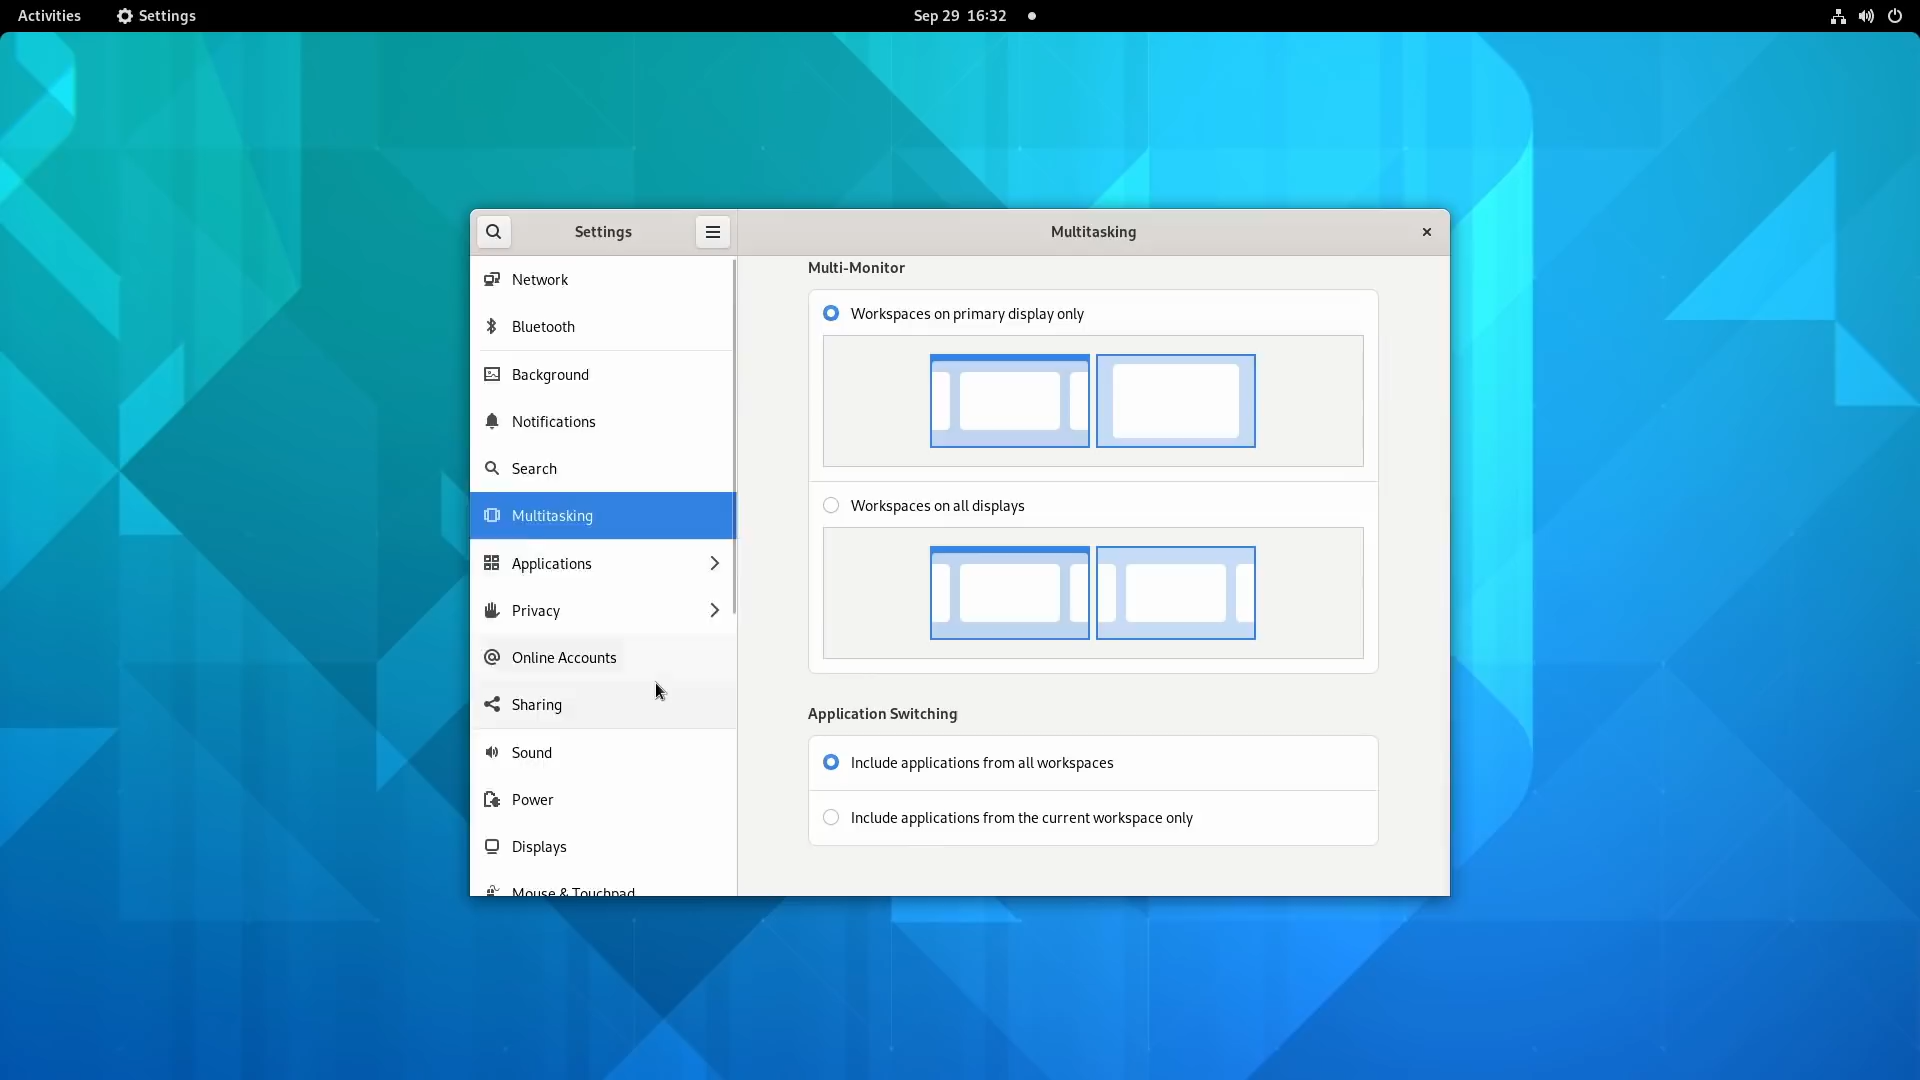 Activities
Settings
Sep 29 16:32
Settings
Multitasking
Network
Bluetooth
Background
Notifications
Search
Multitasking
Applications
Privacy
Online Accounts
Sharing
Sound
Power
Displays
Mouse & Touchpad
Multi-Monitor
Workspaces on primary display only
Workspaces on all displays
Application Switching
Include applications from all workspaces
Include applications from the current workspace only